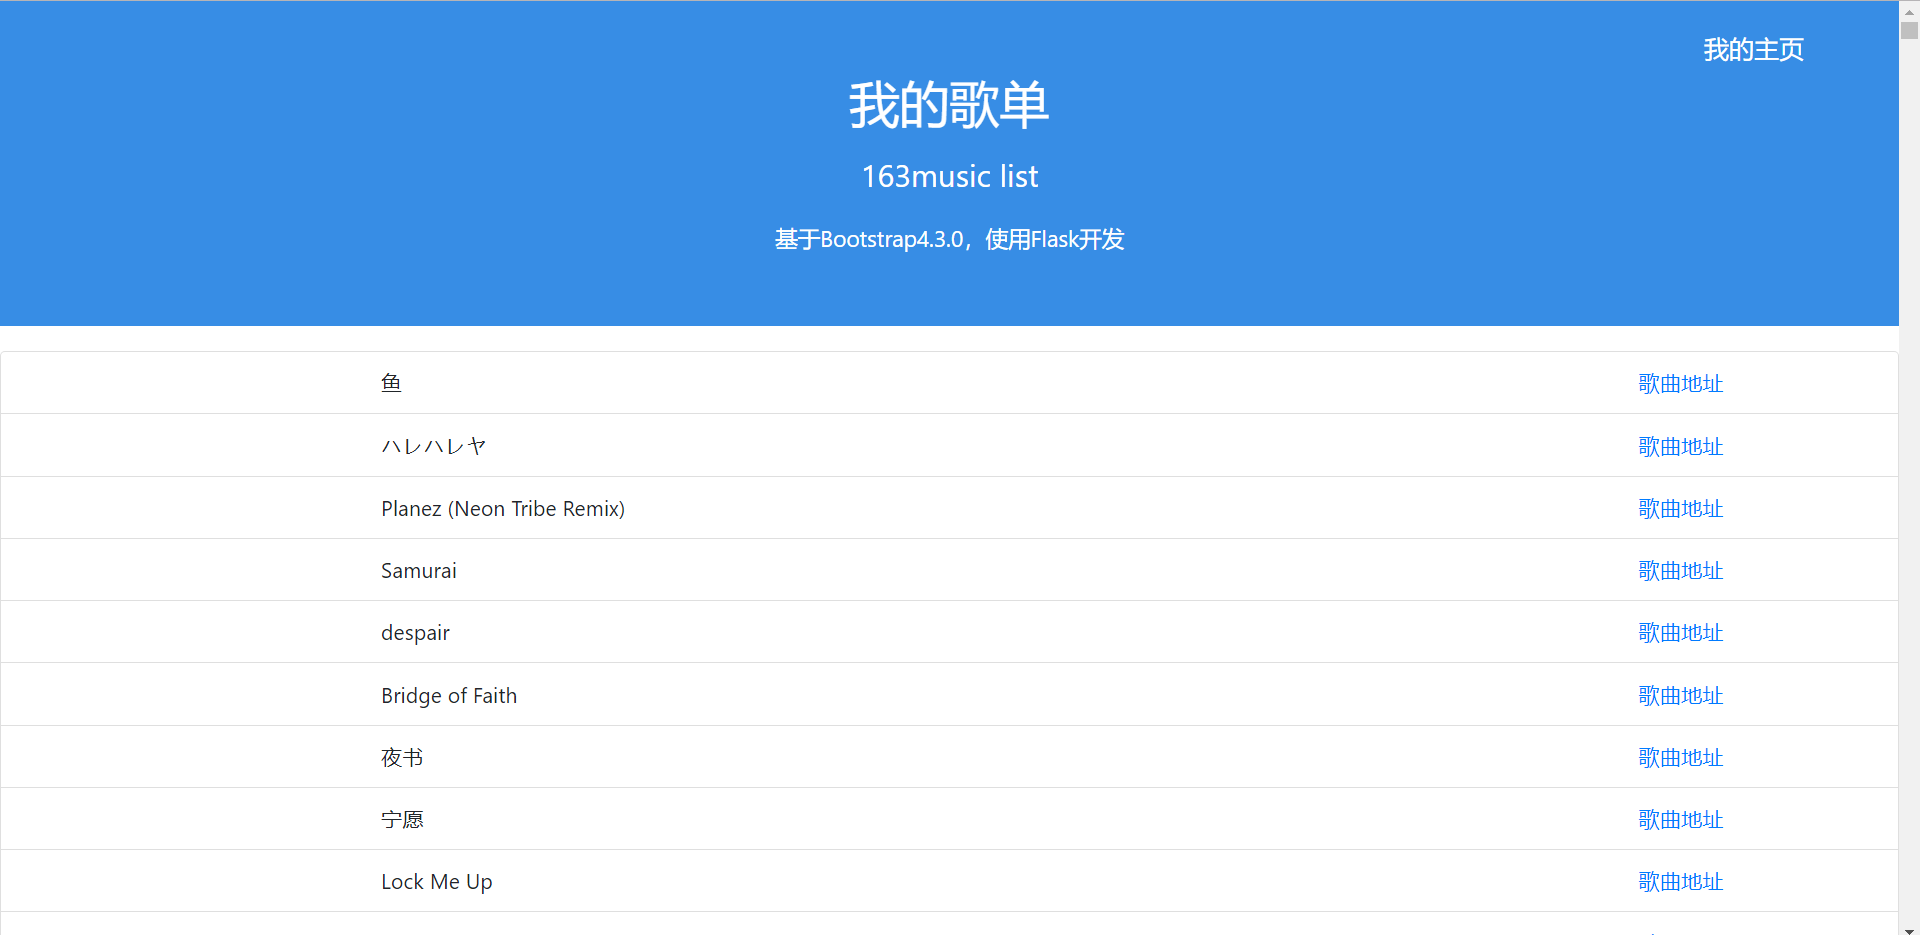 我的主页
我的歌单
163music list
基于Bootstrap4.3.0，使用Flask开发
鱼 歌曲地址
ハレハレヤ 歌曲地址
Planez (Neon Tribe Remix) 歌曲地址
Samurai 歌曲地址
despair 歌曲地址
Bridge of Faith 歌曲地址
夜书 歌曲地址
宁愿 歌曲地址
Lock Me Up 歌曲地址